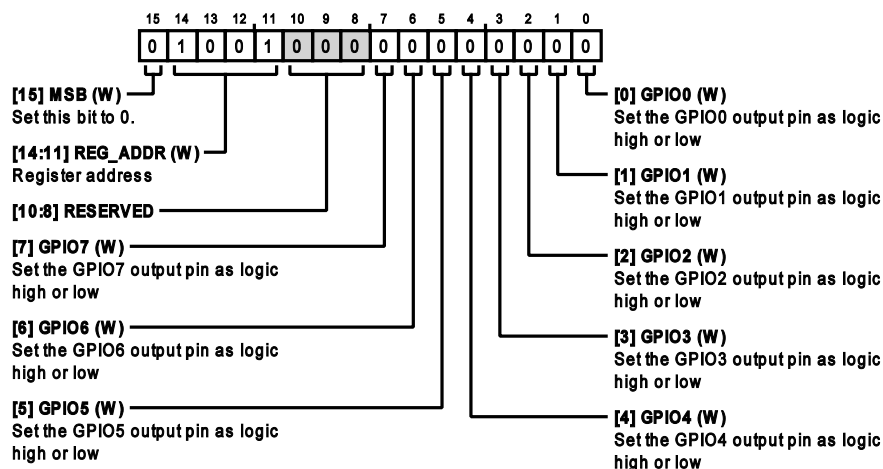 15 14 13 12 11 10 9 8 7 6 5 4 3 2 1 0
0 1 0 0 1 0 0 0 0 0 0 0 0 0 0 0
[15] MSB (W)
Set this bit to 0.
[14:11] REG_ADDR (W)
Register address
[10:8] RESERVED
[7] GPIO7 (W)
Set the GPIO7 output pin as logic
high or low
[6] GPIO6 (W)
Set the GPIO6 output pin as logic
high or low
[5] GPIO5 (W)
Set the GPIO5 output pin as logic
high or low
[0] GPIO0 (W)
Set the GPIO0 output pin as logic
high or low
[1] GPIO1 (W)
Set the GPIO1 output pin as logic
high or low
[2] GPIO2 (W)
Set the GPIO2 output pin as logic
high or low
[3] GPIO3 (W)
Set the GPIO3 output pin as logic
high or low
[4] GPIO4 (W)
Set the GPIO4 output pin as logic
high or low